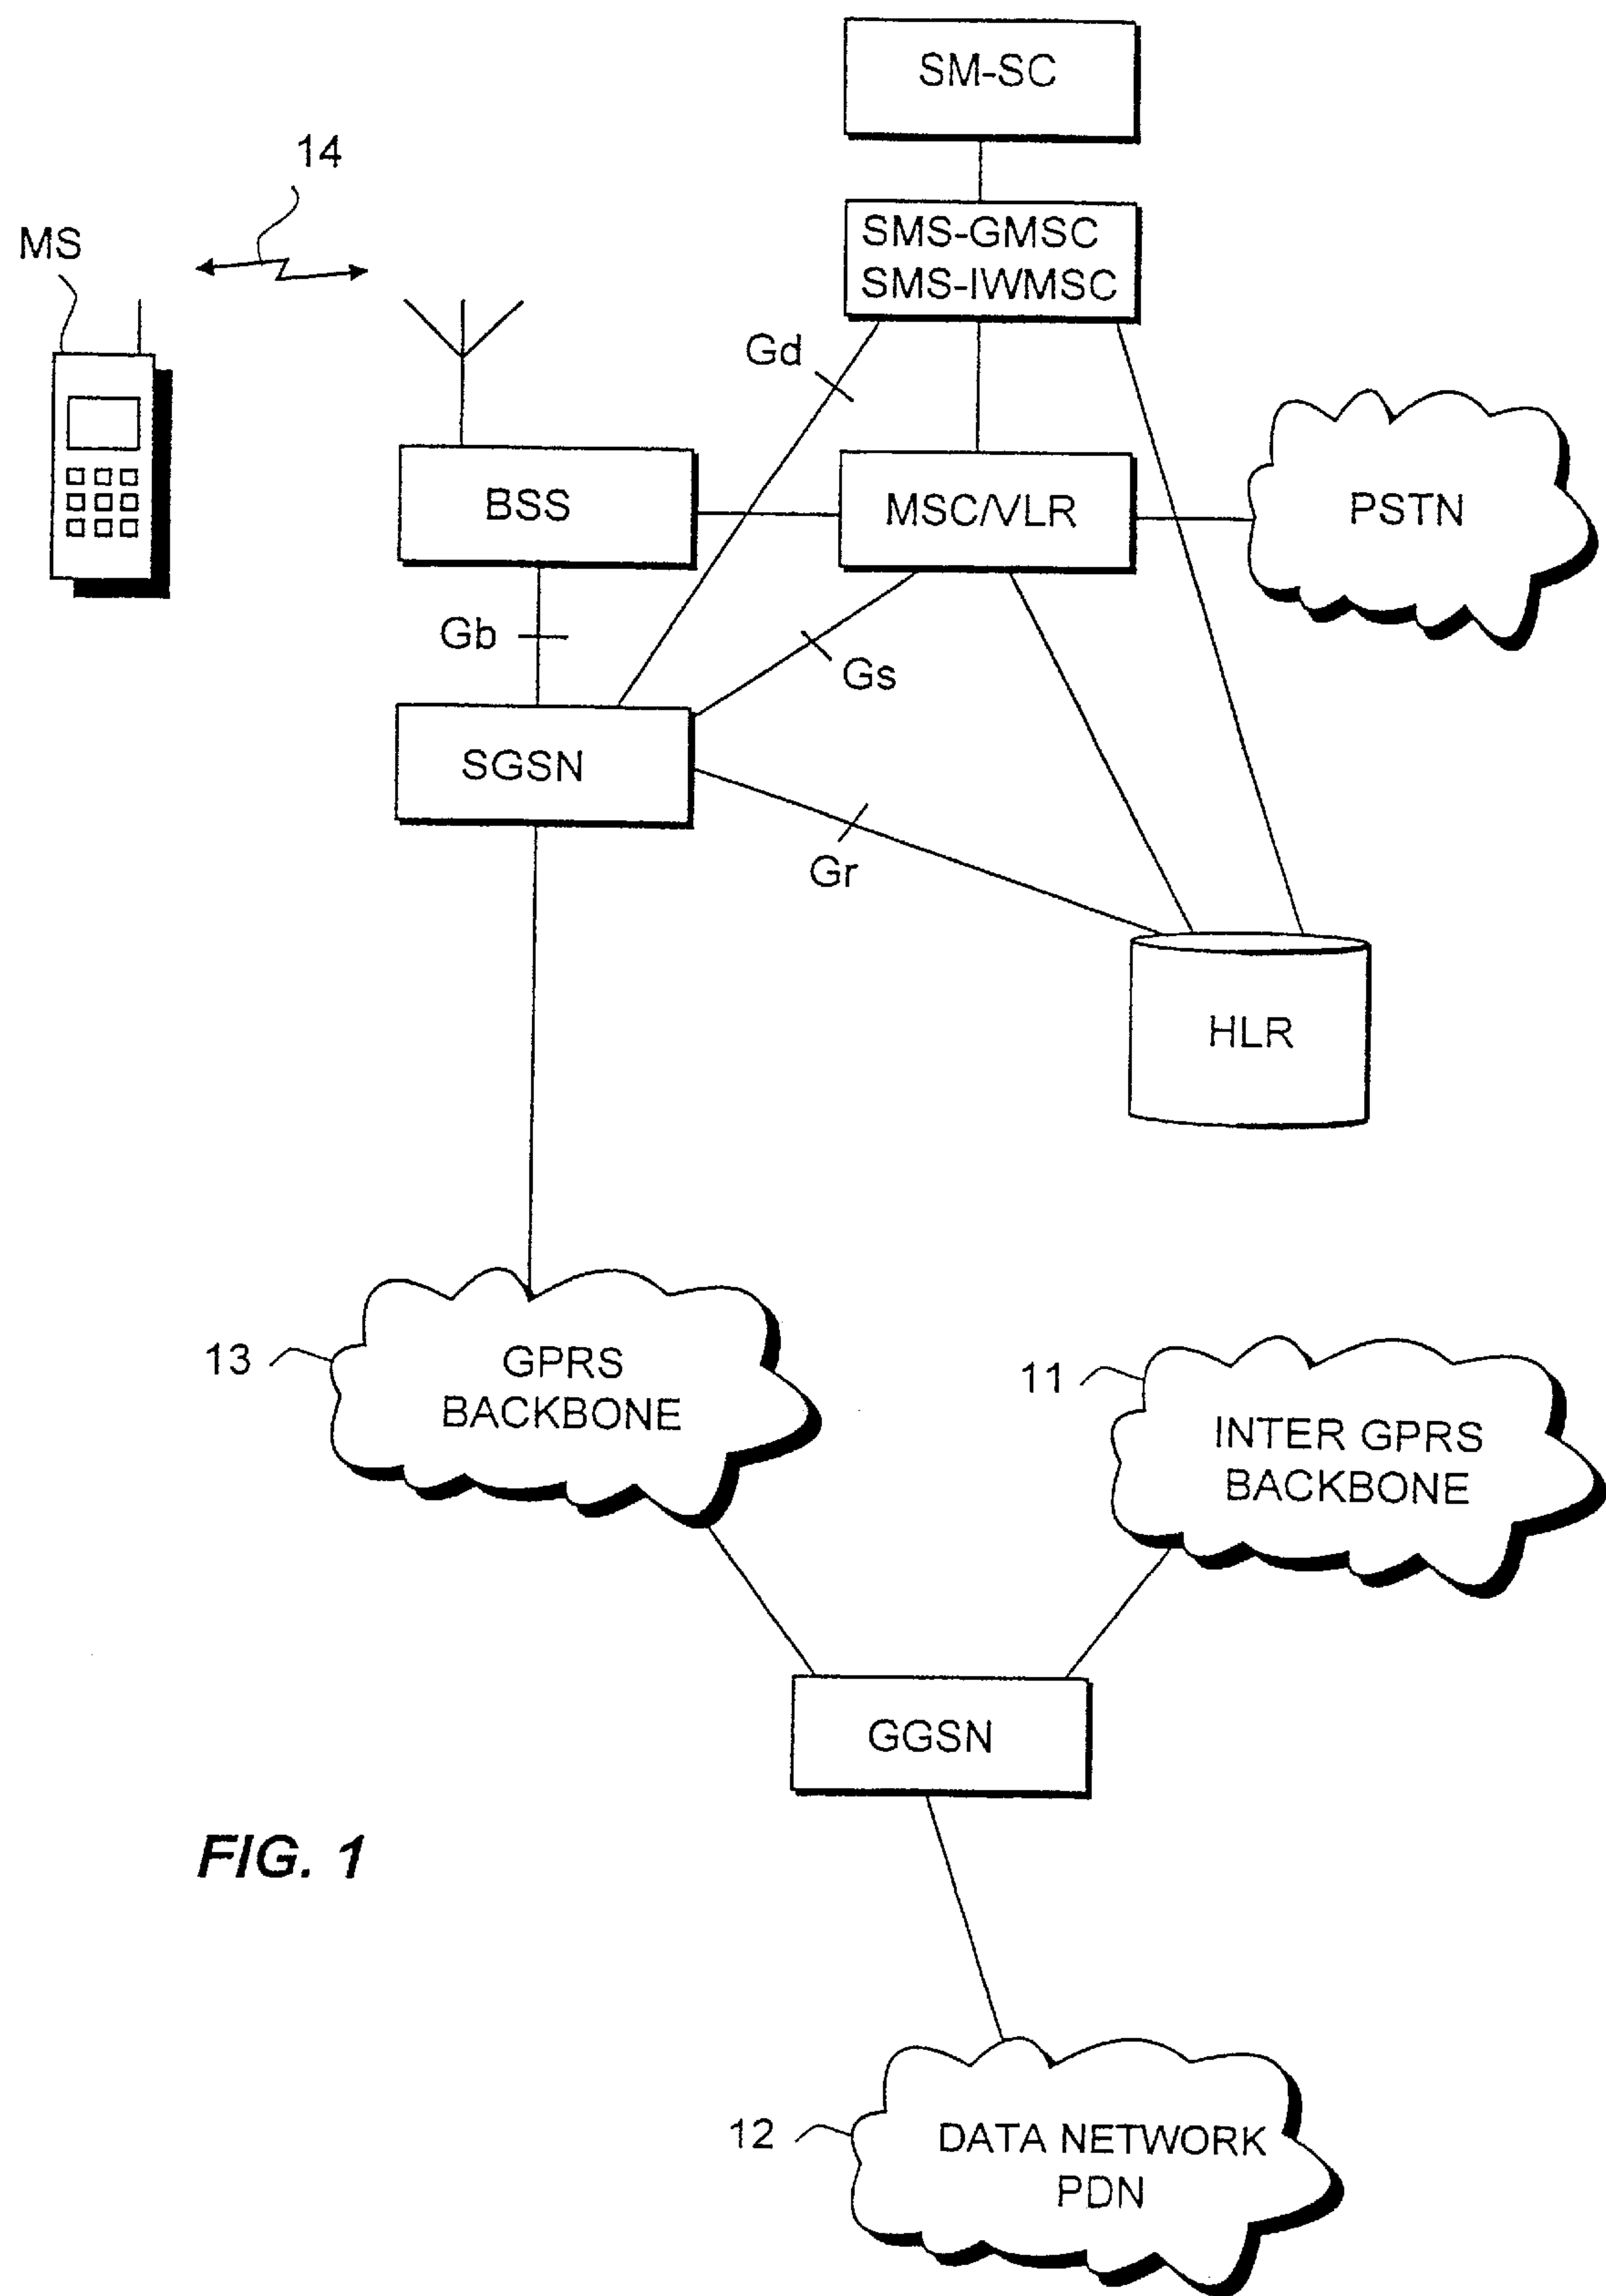 SM-SC
14
MS
SMS-GMSC
SMS-IWMSC
Gd
BSS
MSC/VLR
PSTN
Gb
Gs
SGSN
Gr
HLR
13
GPRS
BACKBONE
11
INTER GPRS
BACKBONE
GGSN
FIG. 1
12
DATA NETWORK
PDN